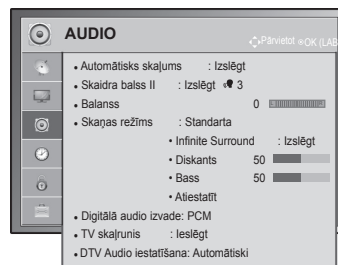 AUDIO
Pārvietot OK (LAB
• Automātisks skaļums : Izslēgt
• Skaidra balss II : Izslēgt 3
• Balanss 0
• Skaņas režīms : Standarta
• Infinite Surround : Izslēgt
• Diskants 50
• Bass 50
• Atiestatīt
• Digitālā audio izvade: PCM
• TV skaļrunis : Ieslēgt
• DTV Audio iestatīšana: Automātiski